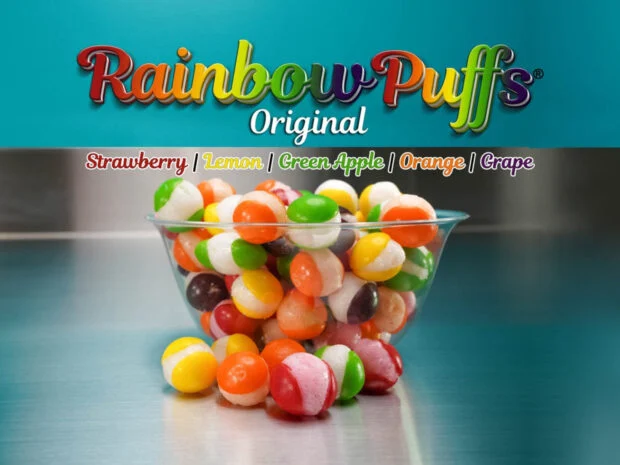 RainbowPuffs®
Original
Strawberry | Lemon | Green Apple | Orange | Grape